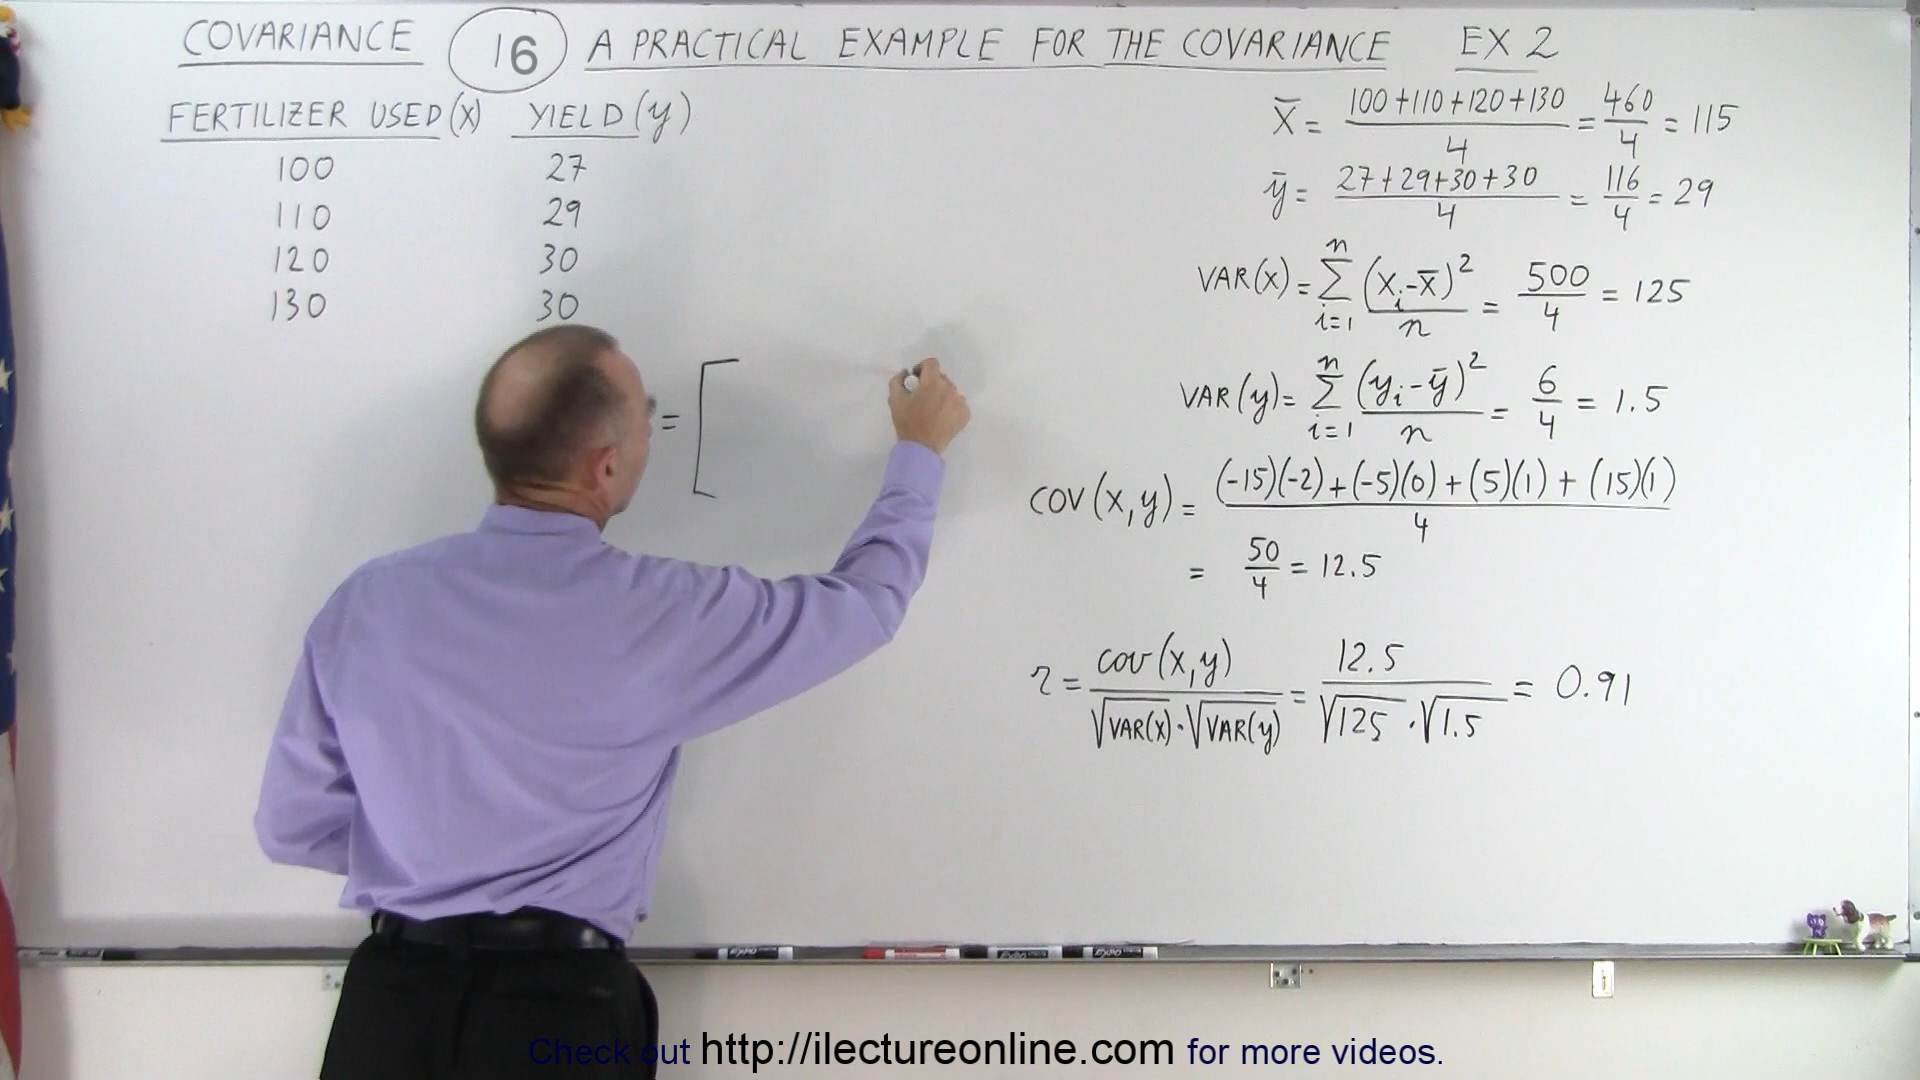 COVARIANCE 16 A PRACTICAL EXAMPLE FOR THE COVARIANCE EX 2
FERTILIZER USED (x) YIELD (y)
100 27
110 29
120 30
130 30
=[
x̄ = (100+110+120+130)/4 = 460/4 = 115
ȳ = (27+29+30+30)/4 = 116/4 = 29
VAR(x) = Σ_{i=1}^{n} (x_i-x̄)²/n = 500/4 = 125
VAR(y) = Σ_{i=1}^{n} (y_i-ȳ)²/n = 6/4 = 1.5
COV(x,y) = ((-15)(-2)+(-5)(0)+(5)(1)+(15)(1))/4
= 50/4 = 12.5
r = cov(x,y)/(√VAR(x)·√VAR(y)) = 12.5/(√125·√1.5) = 0.91
Check out http://ilectureonline.com for more videos.